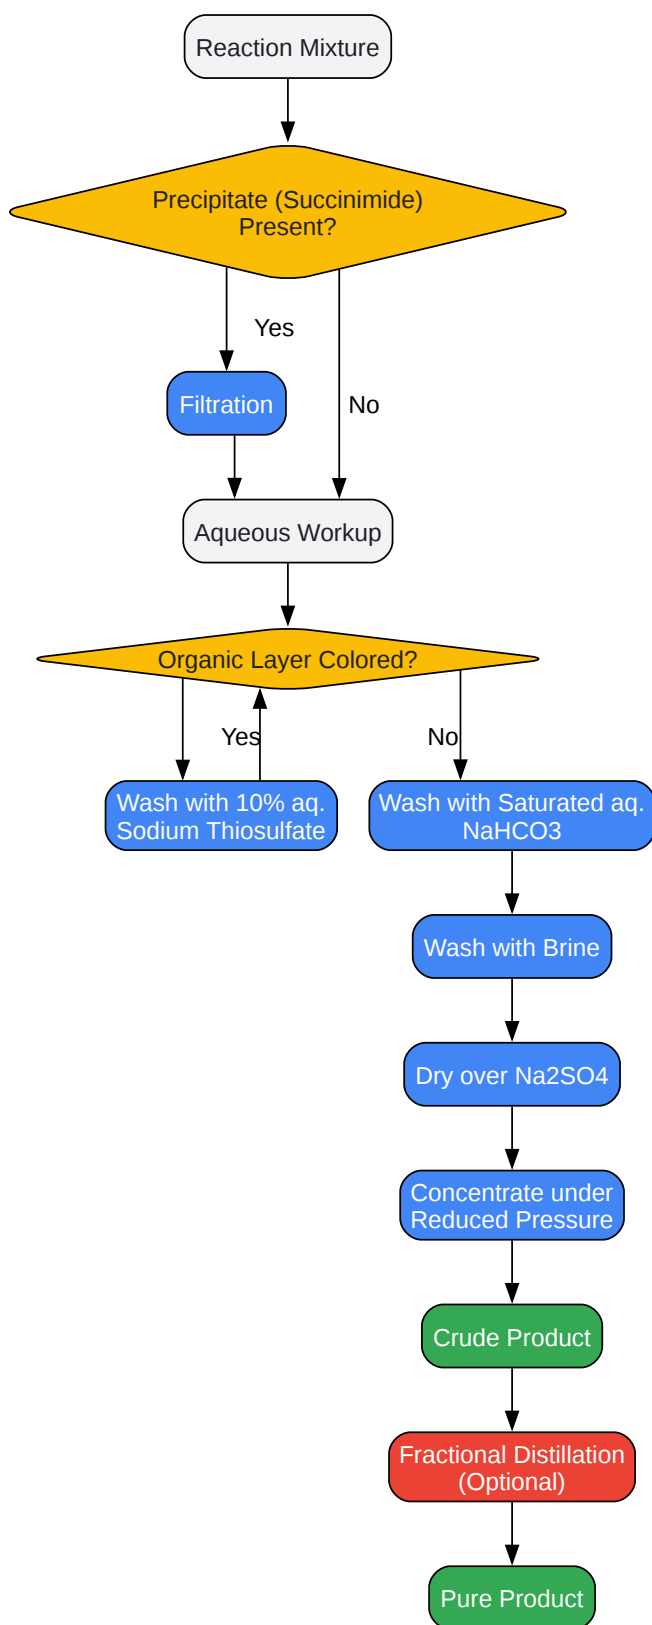 Reaction Mixture
Precipitate (Succinimide)
Present?
Yes
Filtration
No
Aqueous Workup
Organic Layer Colored?
Yes
No
Wash with 10% aq.
Sodium Thiosulfate
Wash with Saturated aq.
NaHCO3
Wash with Brine
Dry over Na2SO4
Concentrate under
Reduced Pressure
Crude Product
Fractional Distillation
(Optional)
Pure Product